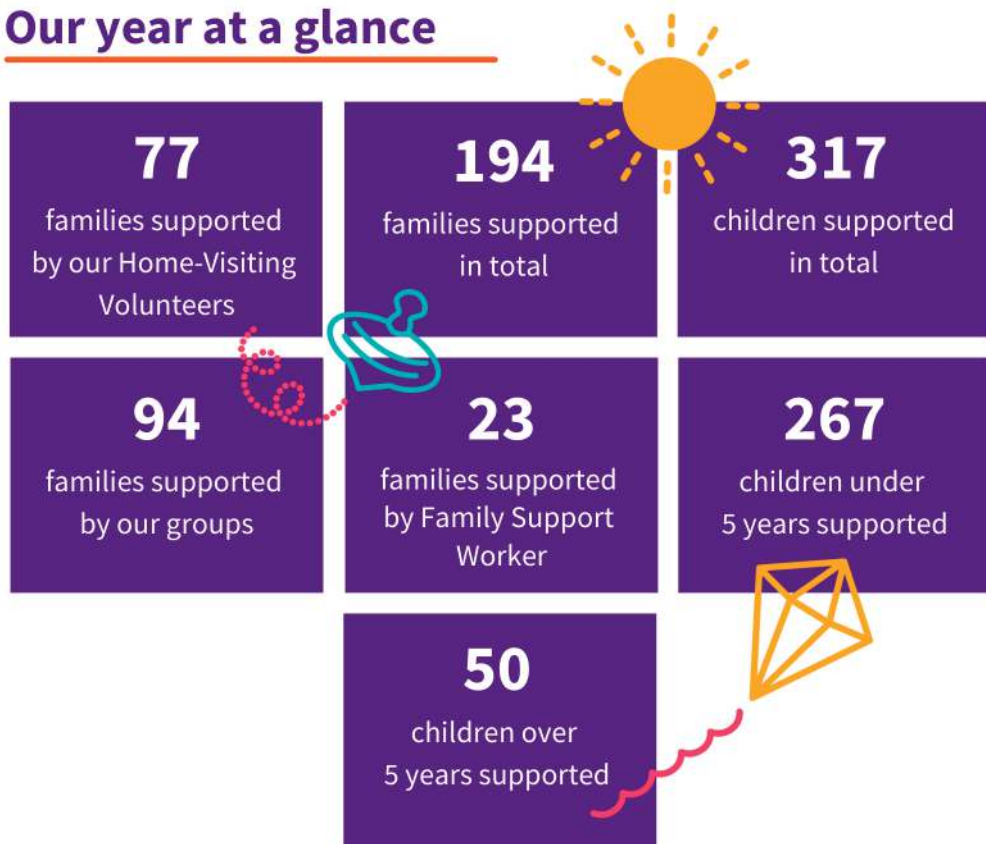 Our year at a glance
77
families supported
by our Home-Visiting
Volunteers
194
families supported
in total
317
children supported
in total
94
families supported
by our groups
23
families supported
by Family Support
Worker
267
children under
5 years supported
50
children over
5 years supported